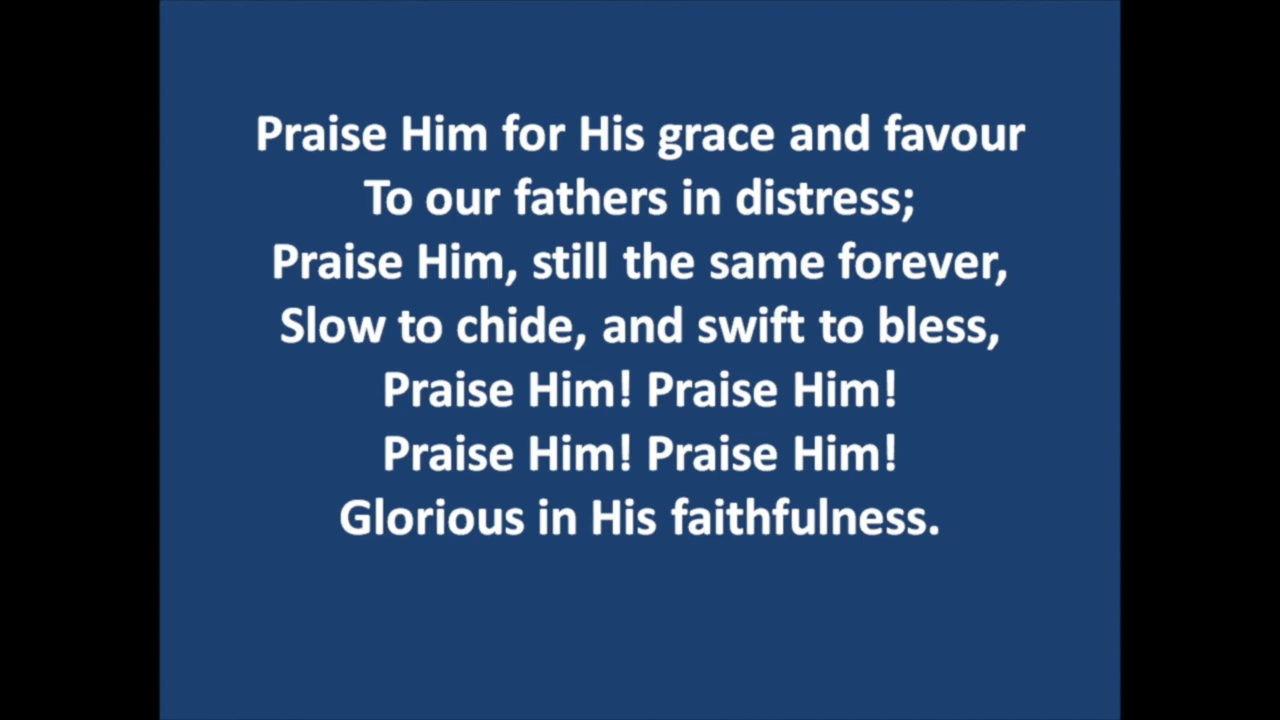 Praise Him for His grace and favour
To our fathers in distress;
Praise Him, still the same forever,
Slow to chide, and swift to bless,
Praise Him! Praise Him!
Praise Him! Praise Him!
Glorious in His faithfulness.